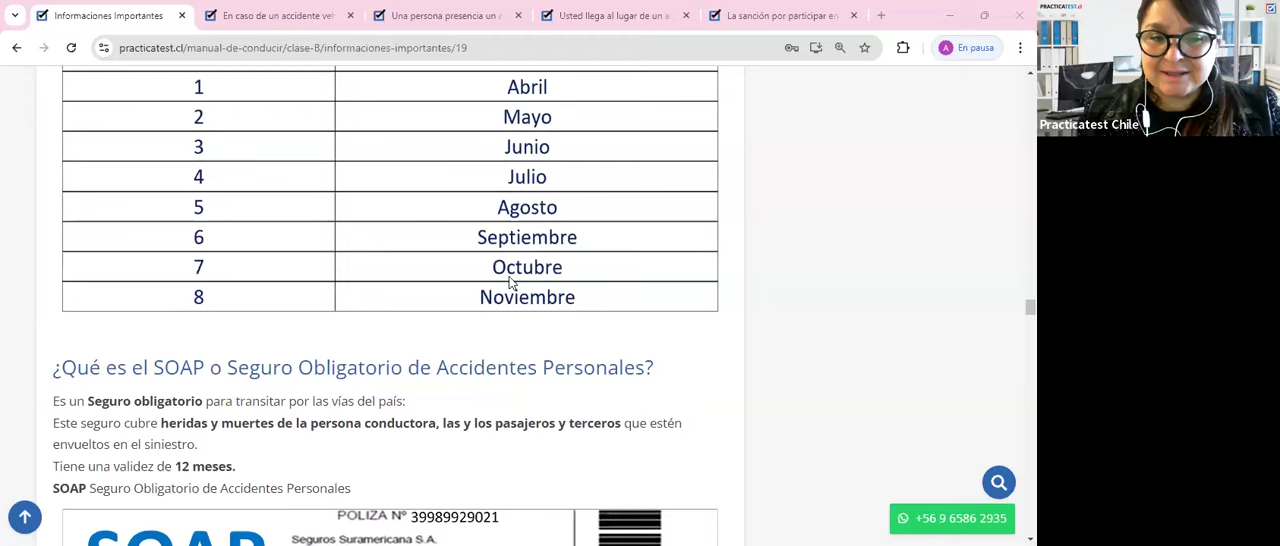 Informaciones Importantes
En caso de un accidente veh
Una persona presencia un a
Usted llega al lugar de un a
La sanción por participar en
practicatest.cl/manual-de-conducir/clase-B/informaciones-importantes/19
A En pausa
PRACTICATEST.cl
Practicatest Chile
1 Abril
2 Mayo
3 Junio
4 Julio
5 Agosto
6 Septiembre
7 Octubre
8 Noviembre
¿Qué es el SOAP o Seguro Obligatorio de Accidentes Personales?
Es un Seguro obligatorio para transitar por las vías del país:
Este seguro cubre heridas y muertes de la persona conductora, las y los pasajeros y terceros que estén
envueltos en el siniestro.
Tiene una validez de 12 meses.
SOAP Seguro Obligatorio de Accidentes Personales
POLIZA Nº 39989929021
SOAP Seguros Suramericana S.A.
+56 9 6586 2935